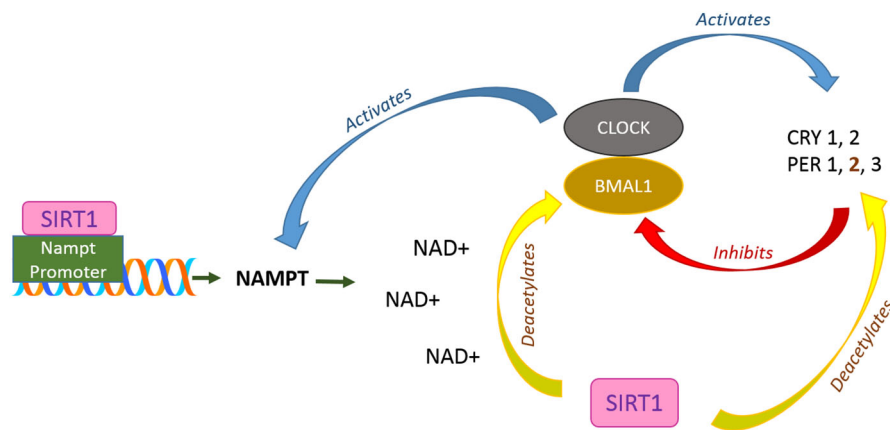 Activates
Activates
CLOCK
CRY 1, 2
PER 1, 2, 3
BMAL1
SIRT1
Nampt
Promoter
NAMPT
NAD+
NAD+
NAD+
Inhibits
Deacetylates
Deacetylates
SIRT1